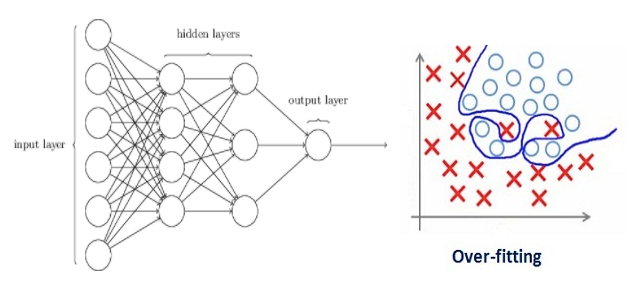 hidden layers
output layer
input layer
Over-fitting